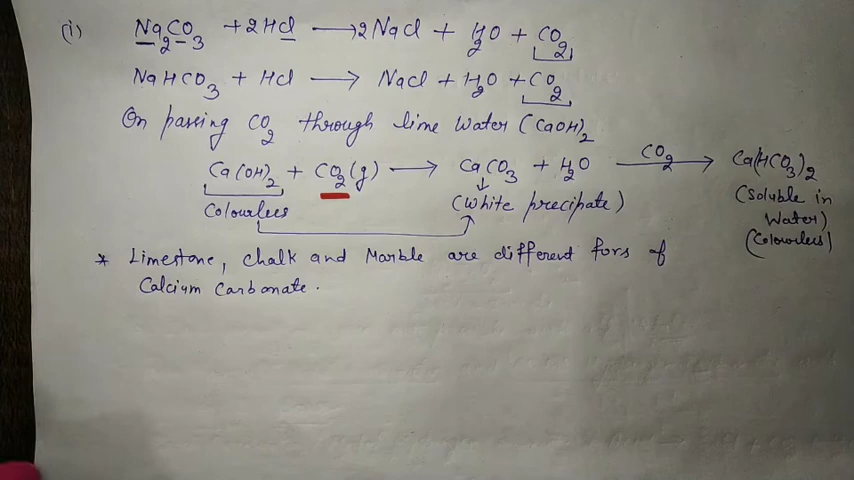 (i) Na₂CO₃ + 2HCl ⟶ 2NaCl + H₂O + CO₂
NaHCO₃ + HCl ⟶ NaCl + H₂O + CO₂
On passing CO₂ through lime water (CaOH)₂
Ca(OH)₂ + CO₂(g) ⟶ CaCO₃ + H₂O —CO₂→ Ca(HCO₃)₂
Colourless (White precipate) (Soluble in
Water)
(Colourless)
* Limestone, chalk and Marble are different fors of
Calcium Carbonate.